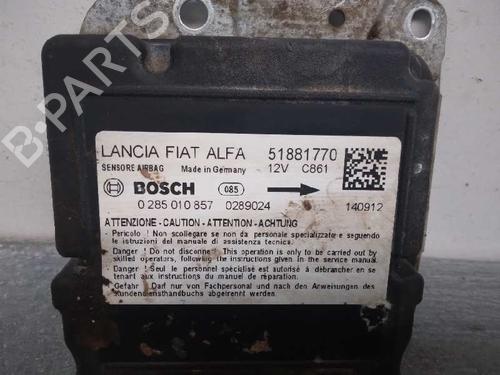 B-PARTS
LANCIA FIAT ALFA 51881770
SENSORE AIRBAG Made in Germany 12V C861
BOSCH 085
0 285 010 857 0289024 140912
ATTENZIONE - CAUTION - ATTENTION - ACHTUNG
- Pericolo ! Non scollegare se non da personale specializzato e seguendo
le istruzioni del manuale di assistenza tecnica.
- Danger ! Do not disconnect! This operation is only to be carried out by
skilled operators, following the instructions given in the service manual.
- Danger ! Seul le personnel spécialisé est autorisé à débrancher en se
tenant aux instructions du manuel de réparation.
- Gefahr ! Darf nur von Fachpersonal und nach den Anweisungen des
Kundendiensthandbuchs abgetrennt werden.